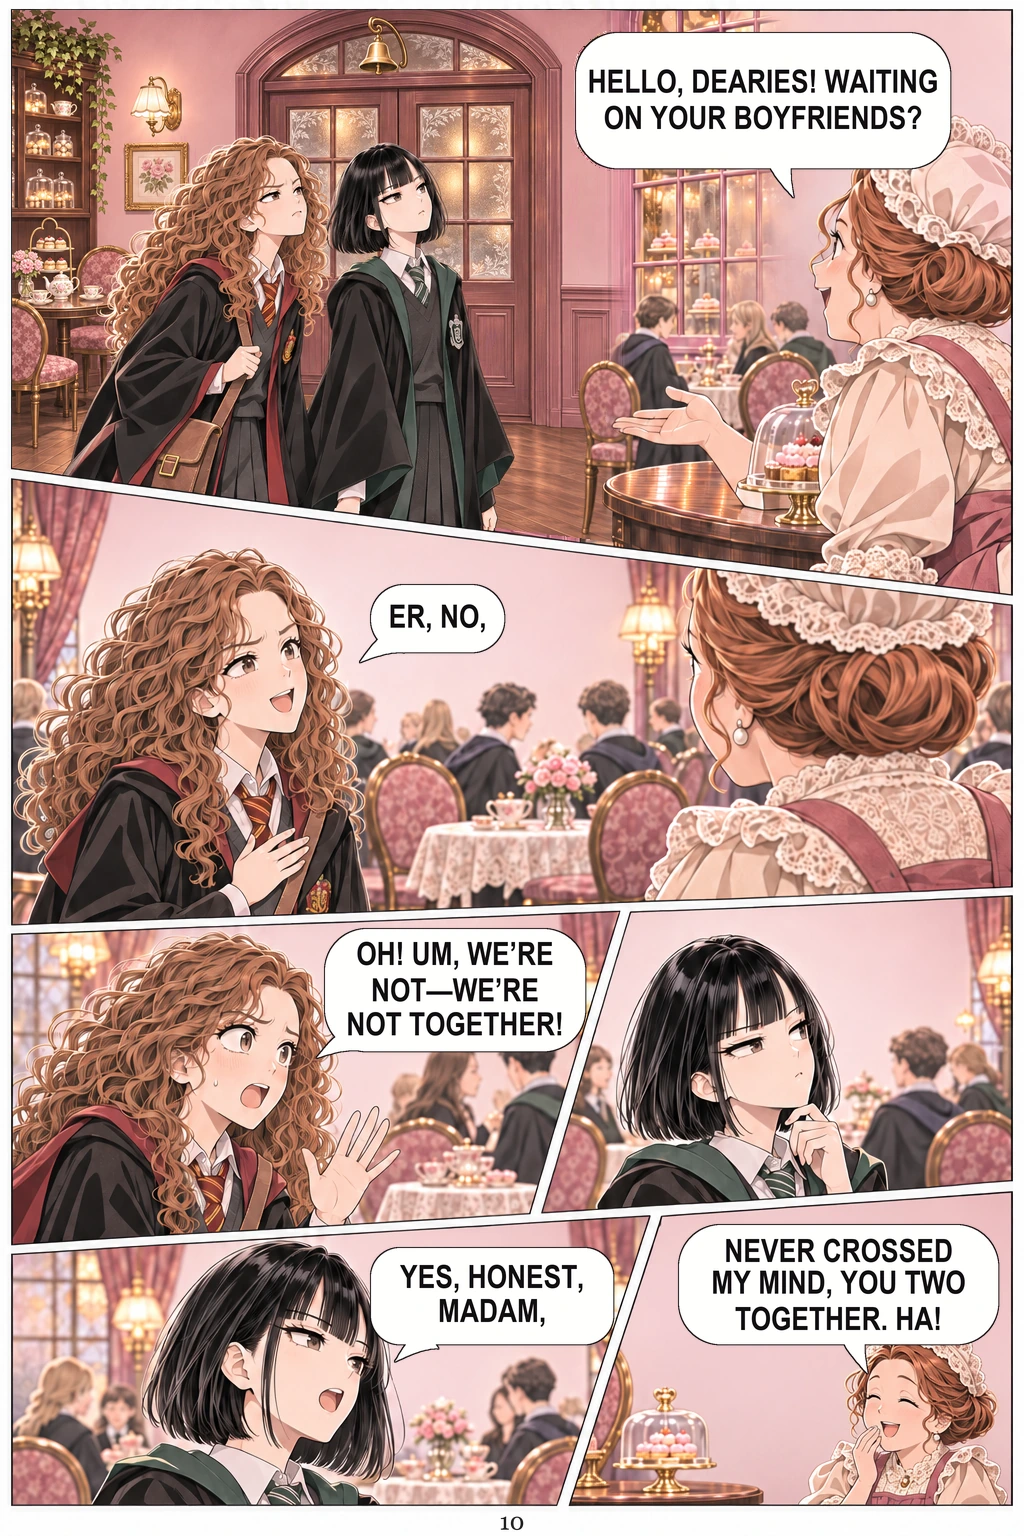 HELLO, DEARIES! WAITING
ON YOUR BOYFRIENDS?
ER, NO,
OH! UM, WE’RE
NOT—WE’RE
NOT TOGETHER!
YES, HONEST,
MADAM,
NEVER CROSSED
MY MIND, YOU TWO
TOGETHER. HA!
10